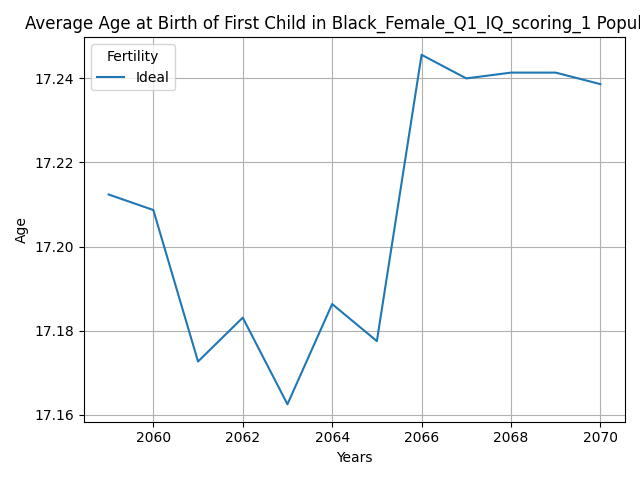 Average Age at Birth of First Child in Black_Female_Q1_IQ_scoring_1 Popul
Fertility
Ideal
17.24
17.22
17.20
17.18
17.16
Age
2060 2062 2064 2066 2068 2070
Years